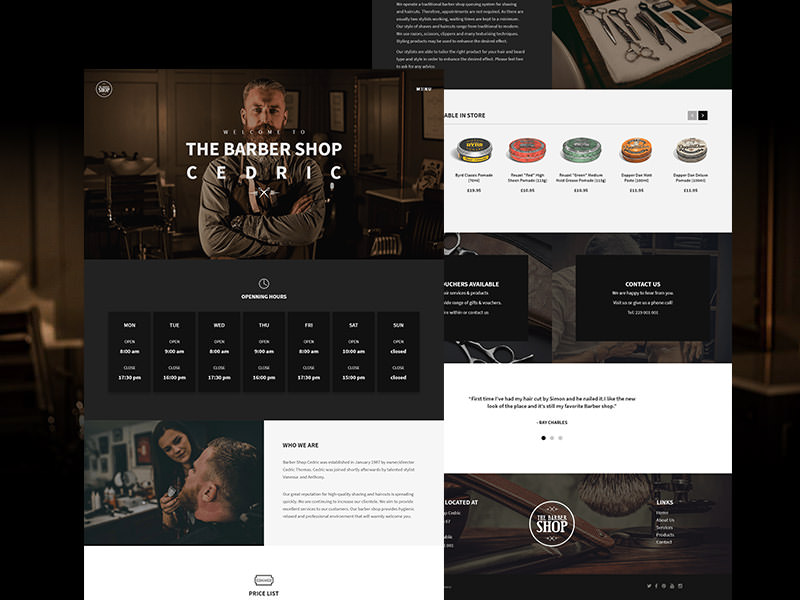 THE BARBER
SHOP
MENU
WELCOME TO
THE BARBER SHOP
CEDRIC
OPENNING HOURS
MON TUE WED THU FRI SAT SUN
OPEN OPEN OPEN OPEN OPEN OPEN OPEN
8:00 am 9:00 am 8:00 am 9:00 am 8:00 am 10:00 am closed
CLOSE CLOSE CLOSE CLOSE CLOSE CLOSE CLOSE
17:30 pm 16:00 pm 17:30 pm 16:00 pm 17:30 pm 15:00 pm closed
WHO WE ARE
Barber Shop Cedric was established in January 1987 by owner/director
Cedric Thomas. Cedric was joined shortly afterwards by talented stylist
Vanessa and Anthony.
Our great reputation for high-quality shaving and haircuts is spreading
quickly. We are continuing to increase our clientele. We aim to provide
excellent services to our customers. Our barber shop provides hygiene
relaxed and professional environment that will warmly welcome you.
PRICE LIST
We operate a traditional barber shop queuing system for shaving
and haircuts. Therefore, appointments are not required. As there are
usually two stylists working, waiting times are kept to a minimum.
Our style of shaves and haircuts range from traditional to modern.
We use razors, scissors, clippers and many texturising techniques.
Styling products may be used to enhance the desired effect.
Our stylists are able to tailor the right product for your hair and beard
type and style in order to enhance the desired effect. Please feel free
to ask for any advice.
ABLE IN STORE
Byrd Classic Pomade
Reuzel "Red" High
Sheen Pomade (113g)
Reuzel "Green" Medium
Hold Grease Pomade (113g)
Dapper Dan Matt
Paste (100ml)
Dapper Dan Deluxe
Pomade (100ml)
£19.95 £10.95 £10.95 £11.95 £11.95
UCHERS AVAILABLE
air services & products
ide range of gifts & vouchers.
ire within or contact us
CONTACT US
We are happy to hear from you.
Visit us or give us a phone call!
Tel: 223 001 001
"First time I've had my hair cut by Simon and he nailed it.I like the new
look of the place and it's still my favorite Barber shop."
- RAY CHARLES
LOCATED AT
p Cedric
001
THE BARBER
SHOP
LINKS
Home
About Us
Services
Products
Contact